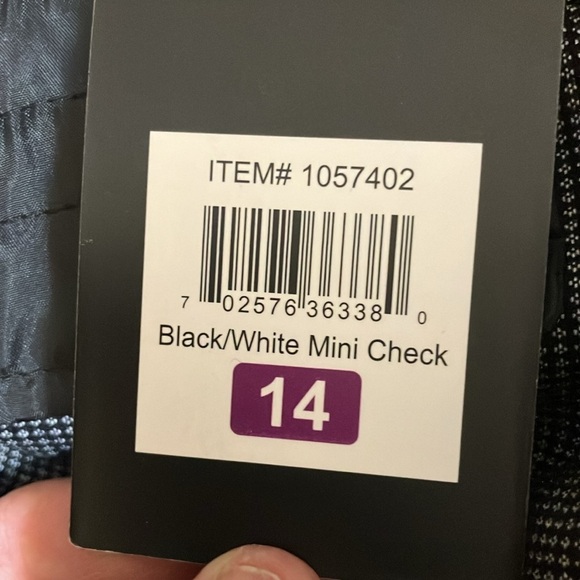 ITEM# 1057402
7 02576 36338 0
Black/White Mini Check
14